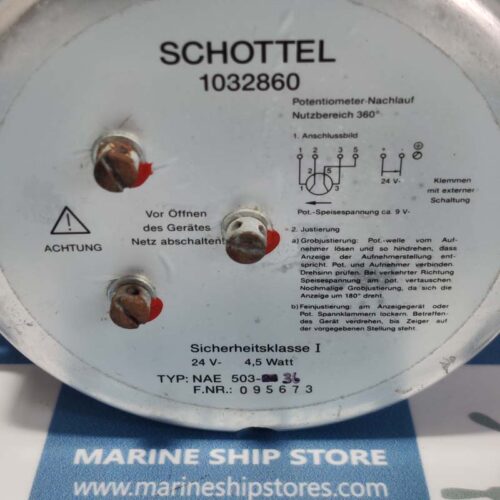 SCHOTTEL
1032860
Potentiometer-Nachlauf
Nutzbereich 360°
1. Anschlussbild
1 2 3 5 + -
24 V-
1 5
3
Klemmen
mit externer
Schaltung
Pot.-Speisespannung ca. 9 V-
ACHTUNG
Vor Öffnen
des Gerätes
Netz abschalten!
2. Justierung
a) Grobjustierung: Pot.-welle vom Auf-
nehmer lösen und so hindrehen, dass
Anzeige der Aufnehmerstellung ent-
spricht. Pot. und Aufnehmer verbinden.
Drehsinn prüfen. Bei verkehrter Richtung
Speisespannung am pot. vertauschen.
Nochmalige Grobjustierung, da sich die
Anzeige um 180° dreht.
b) Feinjustierung: am Anzeigegerät oder
Pot. Spannklammern lockern. Betreffen-
des Gerät verdrehen, bis Zeiger auf
der vorgegebenen Stellung steht.
Sicherheitsklasse I
24 V- 4,5 Watt
TYP: NAE 503- 36
F.NR.: 095673
MARINE SHIP STORE
www.marineshipstores.com